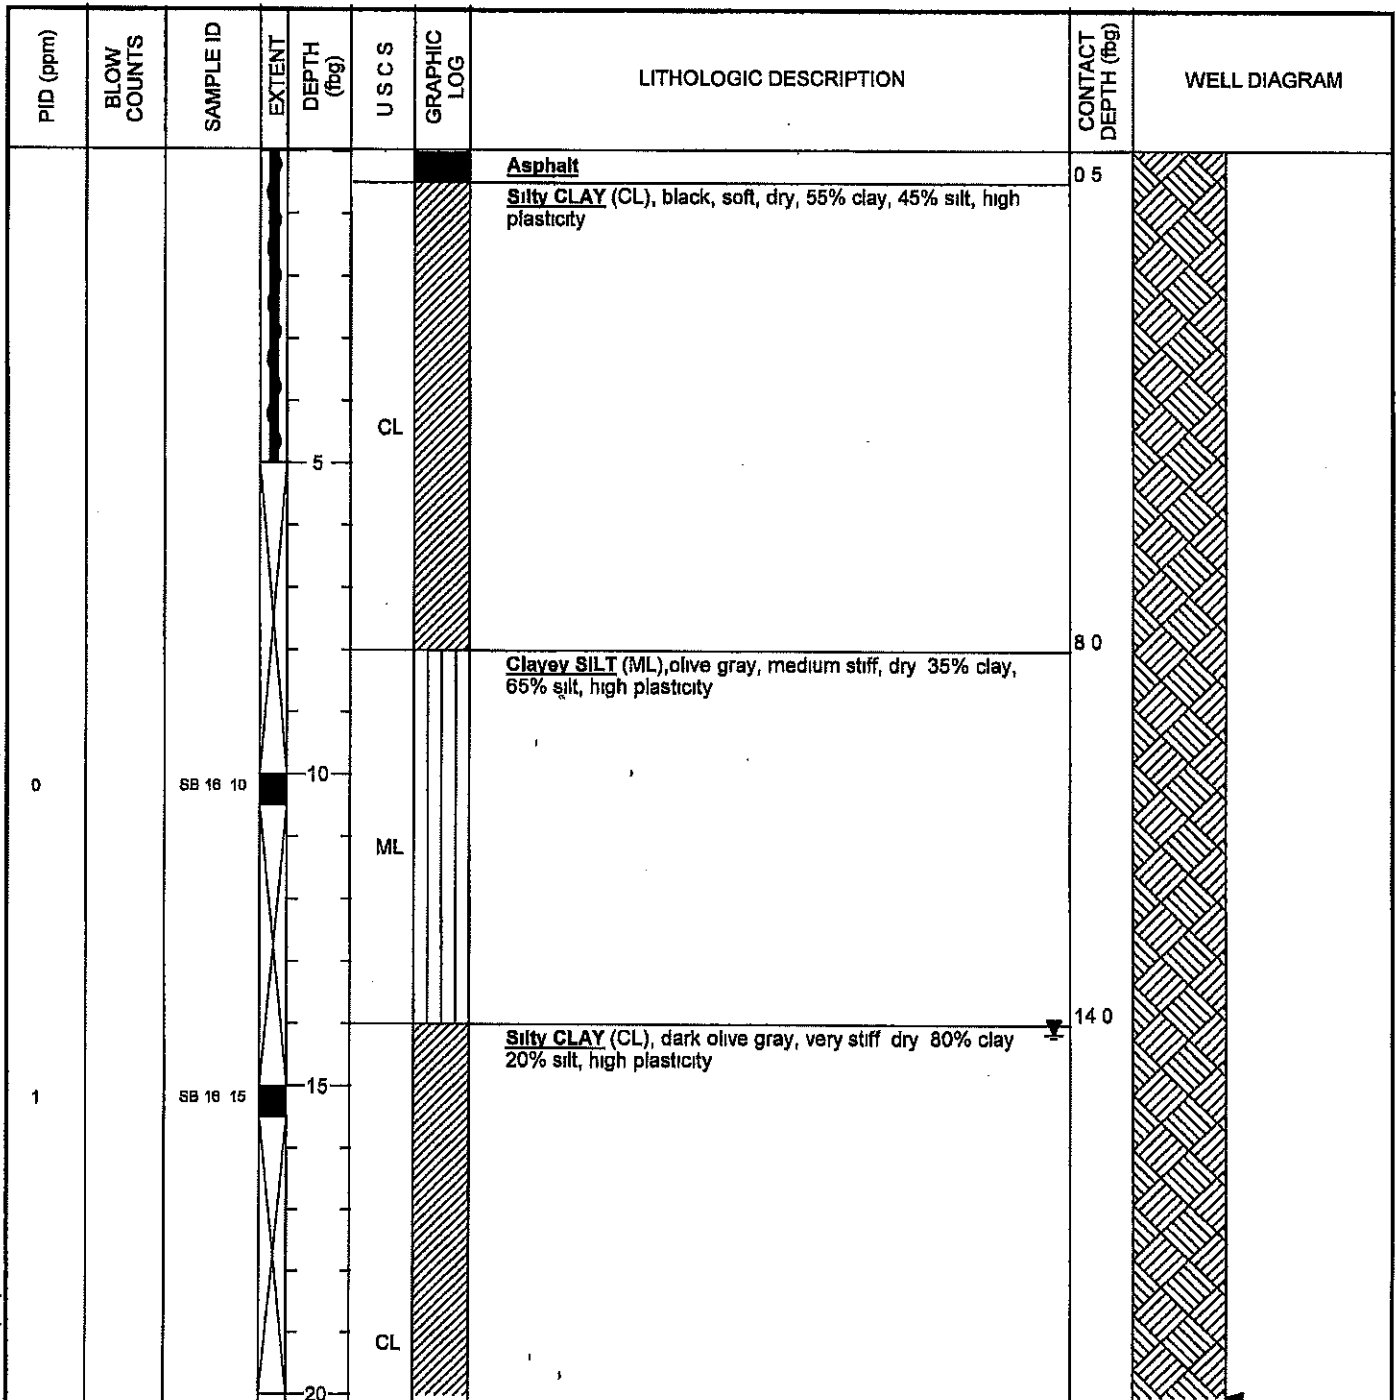 PID (ppm)
BLOW
COUNTS
SAMPLE ID
EXTENT
DEPTH
(fbg)
U S C S
GRAPHIC
LOG
LITHOLOGIC DESCRIPTION
CONTACT
DEPTH (fbg)
WELL DIAGRAM
Asphalt
0 5
Silty CLAY (CL), black, soft, dry, 55% clay, 45% silt, high
plasticity
CL
5
8 0
Clayey SILT (ML),olive gray, medium stiff, dry 35% clay,
65% silt, high plasticity
10
0
SB 16 10
ML
14 0
Silty CLAY (CL), dark olive gray, very stiff dry 80% clay
20% silt, high plasticity
15
1
SB 16 15
CL
20